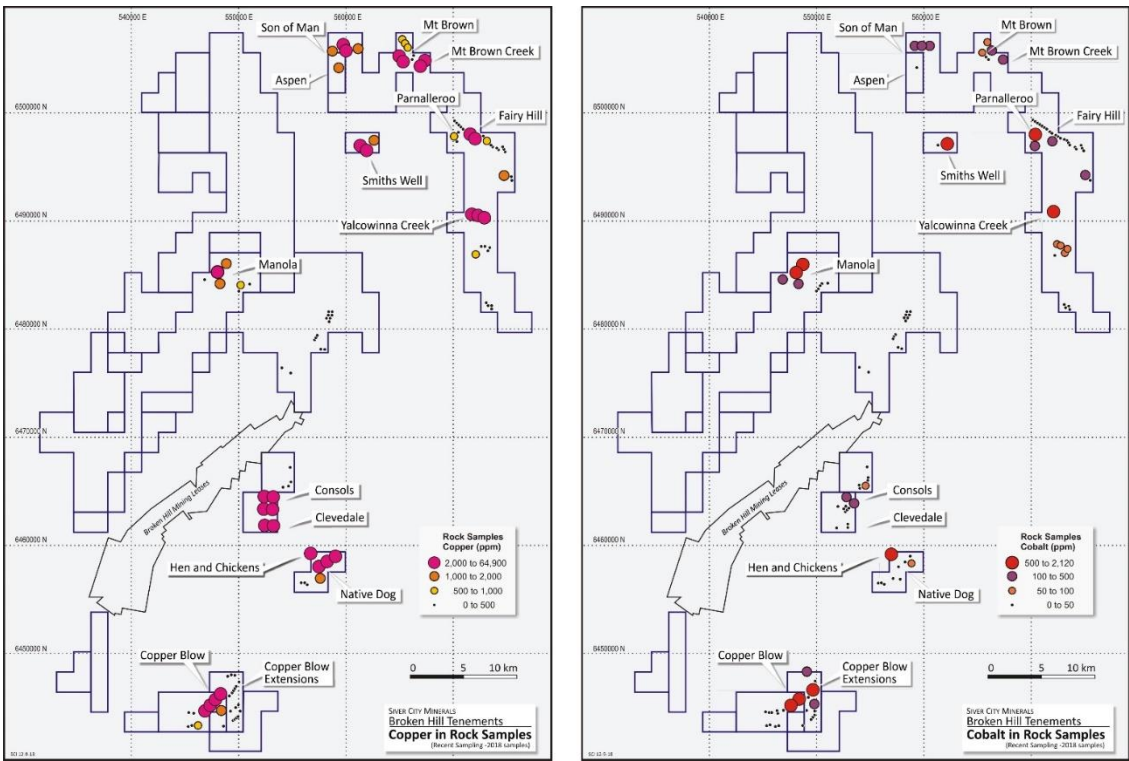 540000 E
550000 E
560000 E
Son of Man
Mt Brown
Mt Brown Creek
Aspen
6500000 N
Parnalleroo
Fairy Hill
Smiths Well
6490000 N
Yalcowinna Creek
Manola
6480000 N
6470000 N
Broken Hill Mining Leases
Consols
Clevedale
6460000 N
Hen and Chickens
Native Dog
Rock Samples
Copper (ppm)
2,000 to 64,900
1,000 to 2,000
500 to 1,000
0 to 500
6450000 N
Copper Blow
Copper Blow
Extensions
0 5 10 km
SIVER CITY MINERALS
Broken Hill Tenements
Copper in Rock Samples
(Recent Sampling -2018 samples)
540000 E
550000 E
560000 E
Son of Man
Mt Brown
Mt Brown Creek
Aspen
6500000 N
Parnalleroo
Fairy Hill
Smiths Well
6490000 N
Yalcowinna Creek
Manola
6480000 N
6470000 N
Broken Hill Mining Leases
Consols
Clevedale
6460000 N
Hen and Chickens
Native Dog
Rock Samples
Cobalt (ppm)
500 to 2,120
100 to 500
50 to 100
0 to 50
6450000 N
Copper Blow
Copper Blow
Extensions
0 5 10 km
SIVER CITY MINERALS
Broken Hill Tenements
Cobalt in Rock Samples
(Recent Sampling -2018 samples)